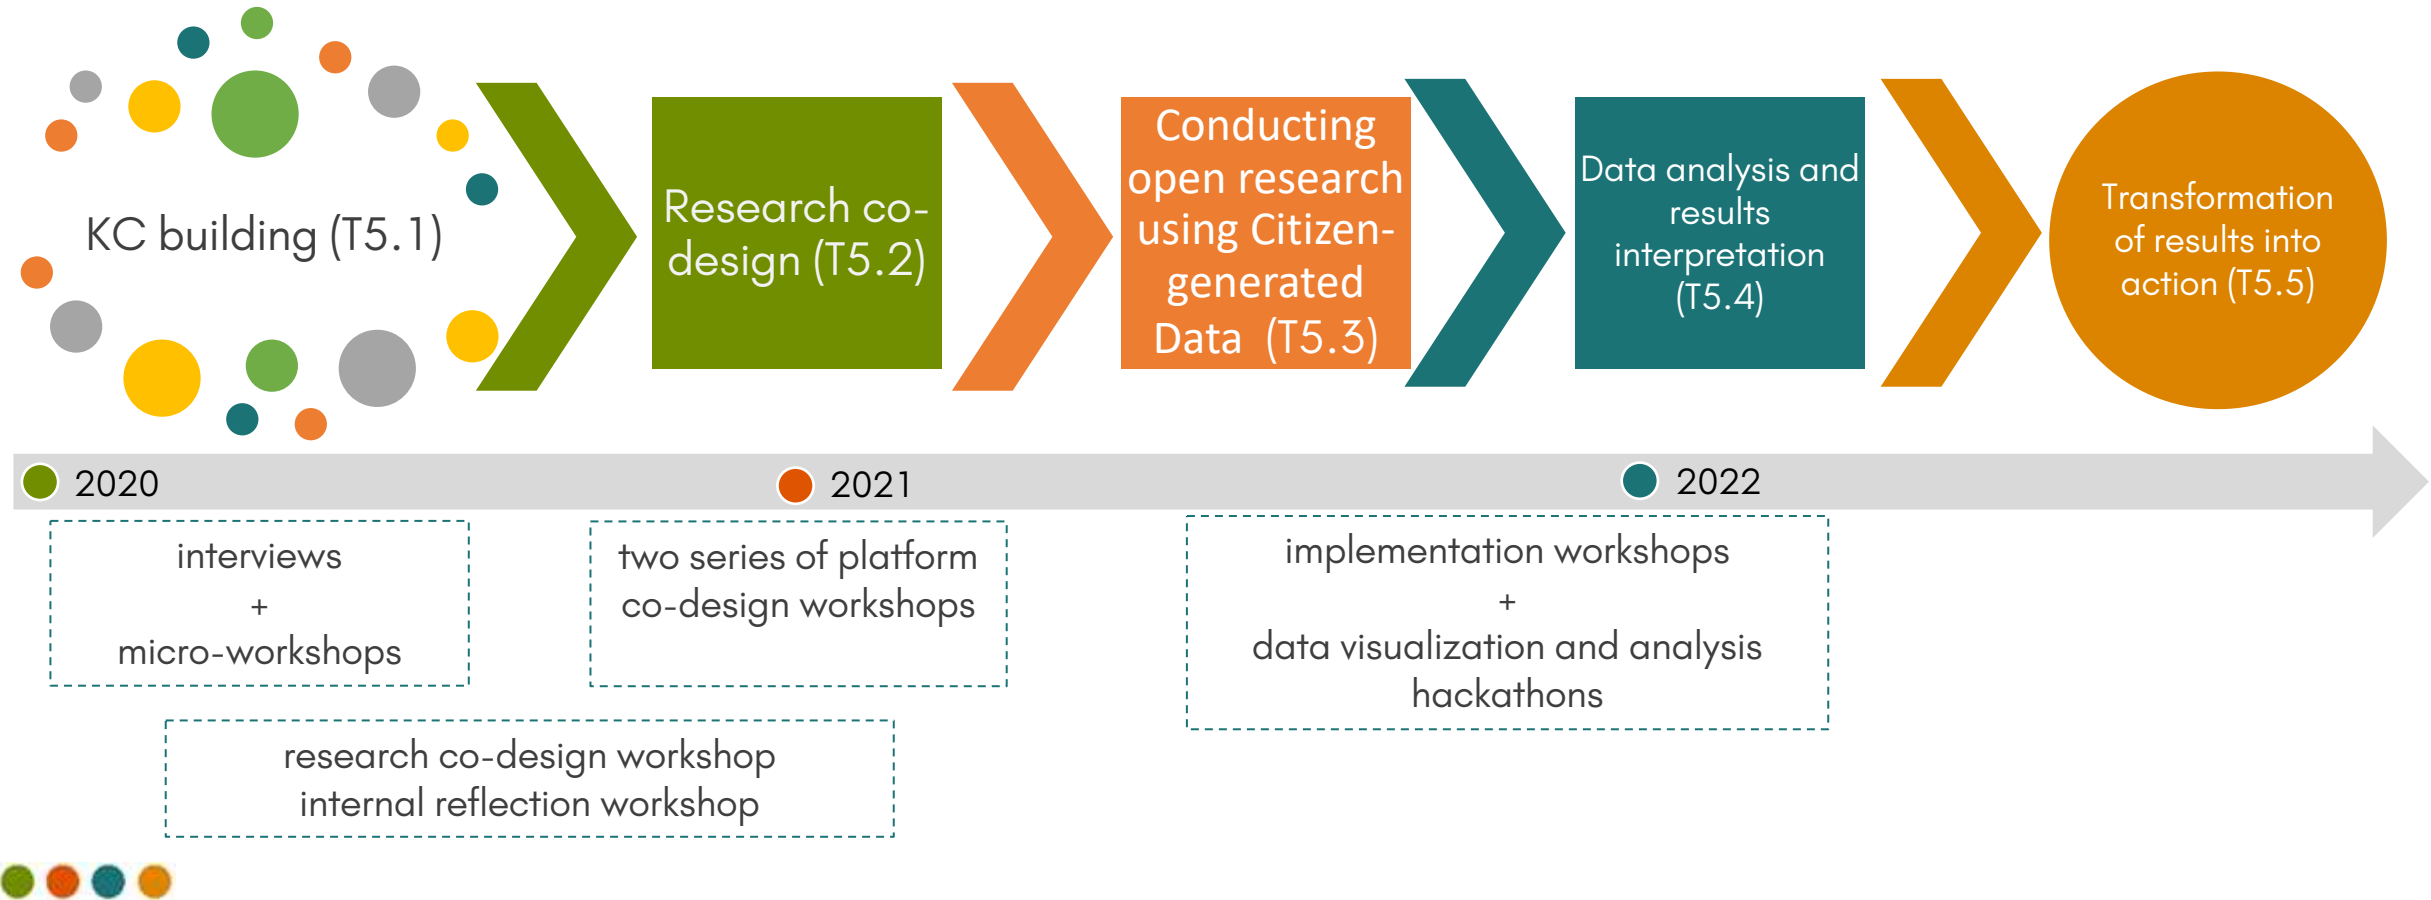 KC building (T5.1)
Research co-
design (T5.2)
Conducting
open research
using Citizen-
generated
Data (T5.3)
Data analysis and
results
interpretation
(T5.4)
Transformation
of results into
action (T5.5)
2020
2021
2022
interviews
+
micro-workshops
two series of platform
co-design workshops
implementation workshops
+
data visualization and analysis
hackathons
research co-design workshop
internal reflection workshop